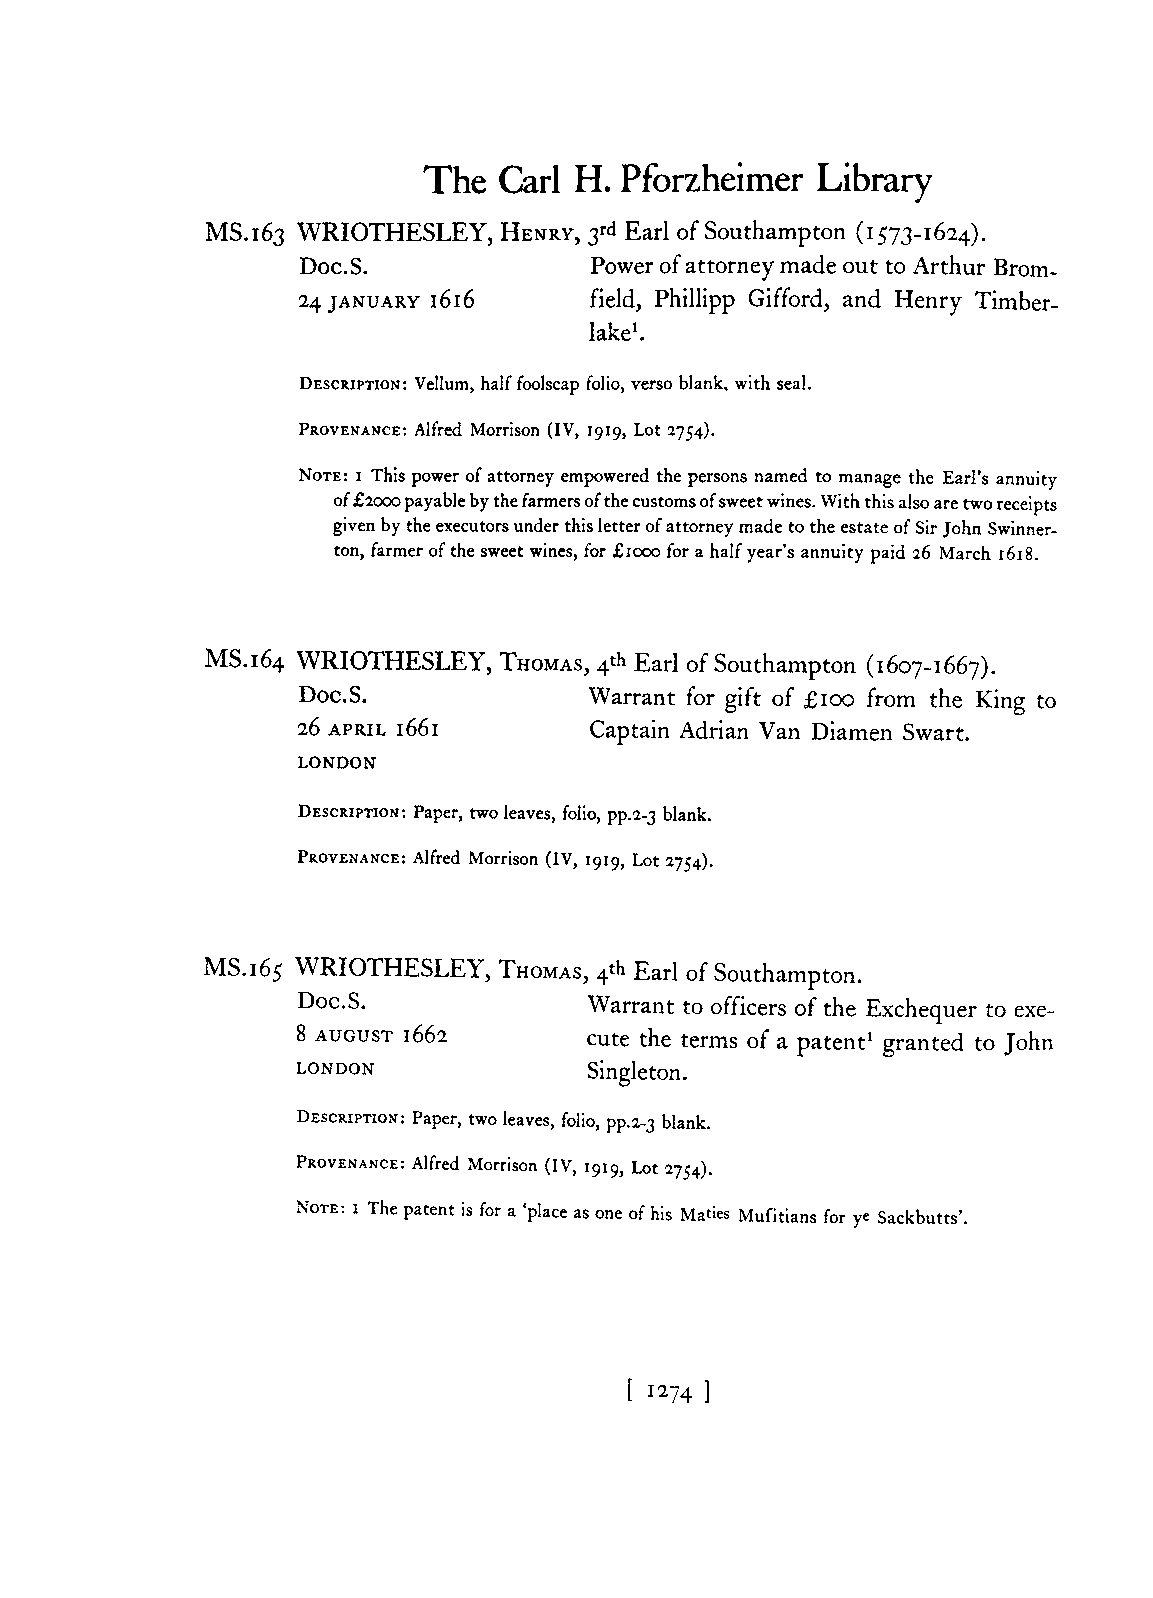 The Carl H. Pforzheimer Library
MS.163 WRIOTHESLEY, HENRY, 3rd Earl of Southampton (1573-1624).
Doc.S. Power of attorney made out to Arthur Brom-
24 JANUARY 1616 field, Phillipp Gifford, and Henry Timber-
lake¹.
DESCRIPTION: Vellum, half foolscap folio, verso blank, with seal.
PROVENANCE: Alfred Morrison (IV, 1919, Lot 2754).
NOTE: 1 This power of attorney empowered the persons named to manage the Earl's annuity
of £2000 payable by the farmers of the customs of sweet wines. With this also are two receipts
given by the executors under this letter of attorney made to the estate of Sir John Swinner-
ton, farmer of the sweet wines, for £1000 for a half year's annuity paid 26 March 1618.
MS.164 WRIOTHESLEY, THOMAS, 4th Earl of Southampton (1607-1667).
Doc.S. Warrant for gift of £100 from the King to
26 APRIL 1661 Captain Adrian Van Diamen Swart.
LONDON
DESCRIPTION: Paper, two leaves, folio, pp.2-3 blank.
PROVENANCE: Alfred Morrison (IV, 1919, Lot 2754).
MS.165 WRIOTHESLEY, THOMAS, 4th Earl of Southampton.
Doc.S. Warrant to officers of the Exchequer to exe-
8 AUGUST 1662 cute the terms of a patent¹ granted to John
LONDON Singleton.
DESCRIPTION: Paper, two leaves, folio, pp.2-3 blank.
PROVENANCE: Alfred Morrison (IV, 1919, Lot 2754).
NOTE: 1 The patent is for a 'place as one of his Maties Muſitians for ye Sackbutts'.
[ 1274 ]